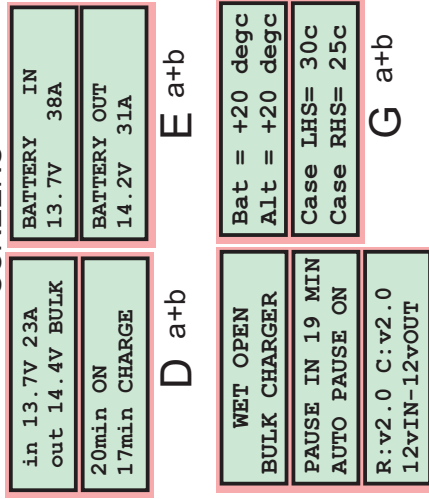 in 13.7V 23A
out 14.4V BULK
20min ON
17min CHARGE
D a+b
BATTERY IN
13.7V 38A
BATTERY OUT
14.2V 31A
E a+b
WET OPEN
BULK CHARGER
PAUSE IN 19 MIN
AUTO PAUSE ON
R:v2.0 C:v2.0
12vIN-12vOUT
Bat = +20 degc
Alt = +20 degc
Case LHS= 30c
Case RHS= 25c
G a+b